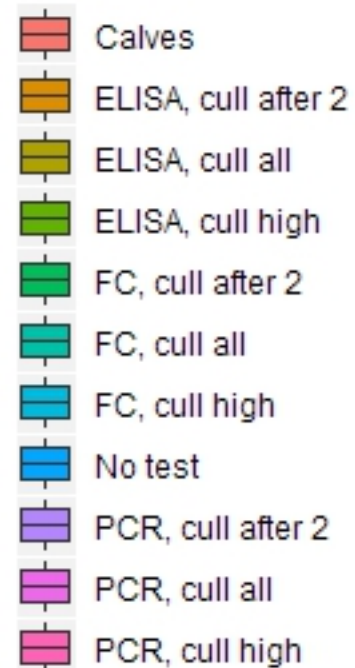 Calves
ELISA, cull after 2
ELISA, cull all
ELISA, cull high
FC, cull after 2
FC, cull all
FC, cull high
No test
PCR, cull after 2
PCR, cull all
PCR, cull high